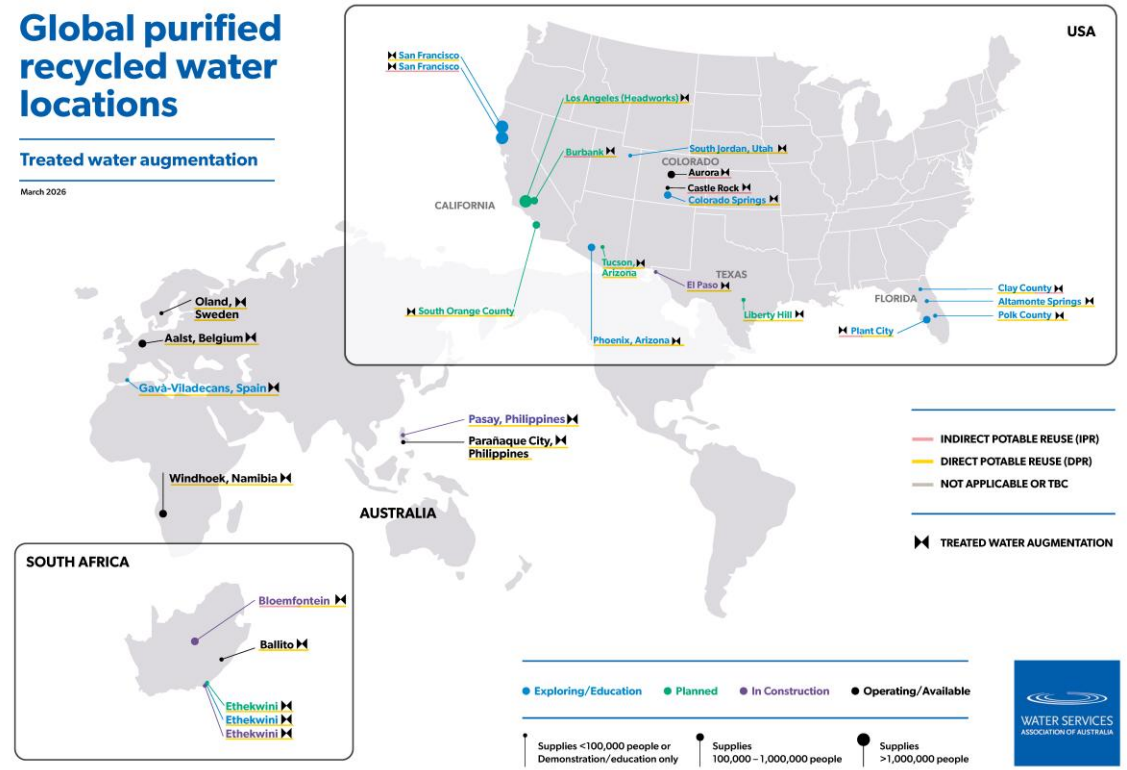 Global purified
recycled water
locations
Treated water augmentation
March 2026
USA
San Francisco
San Francisco
Los Angeles (Headworks)
Burbank
South Jordan, Utah
COLORADO
Aurora
Castle Rock
Colorado Springs
CALIFORNIA
Tucson,
Arizona
TEXAS
El Paso
South Orange County
Liberty Hill
Phoenix, Arizona
FLORIDA
Clay County
Altamonte Springs
Polk County
Plant City
Oland,
Sweden
Aalst, Belgium
Gavà-Viladecans, Spain
Pasay, Philippines
Parañaque City,
Philippines
Windhoek, Namibia
AUSTRALIA
INDIRECT POTABLE REUSE (IPR)
DIRECT POTABLE REUSE (DPR)
NOT APPLICABLE OR TBC
TREATED WATER AUGMENTATION
SOUTH AFRICA
Bloemfontein
Ballito
Ethekwini
Ethekwini
Ethekwini
Exploring/Education
Planned
In Construction
Operating/Available
Supplies <100,000 people or
Demonstration/education only
Supplies
100,000 – 1,000,000 people
Supplies
>1,000,000 people
WATER SERVICES
ASSOCIATION OF AUSTRALIA